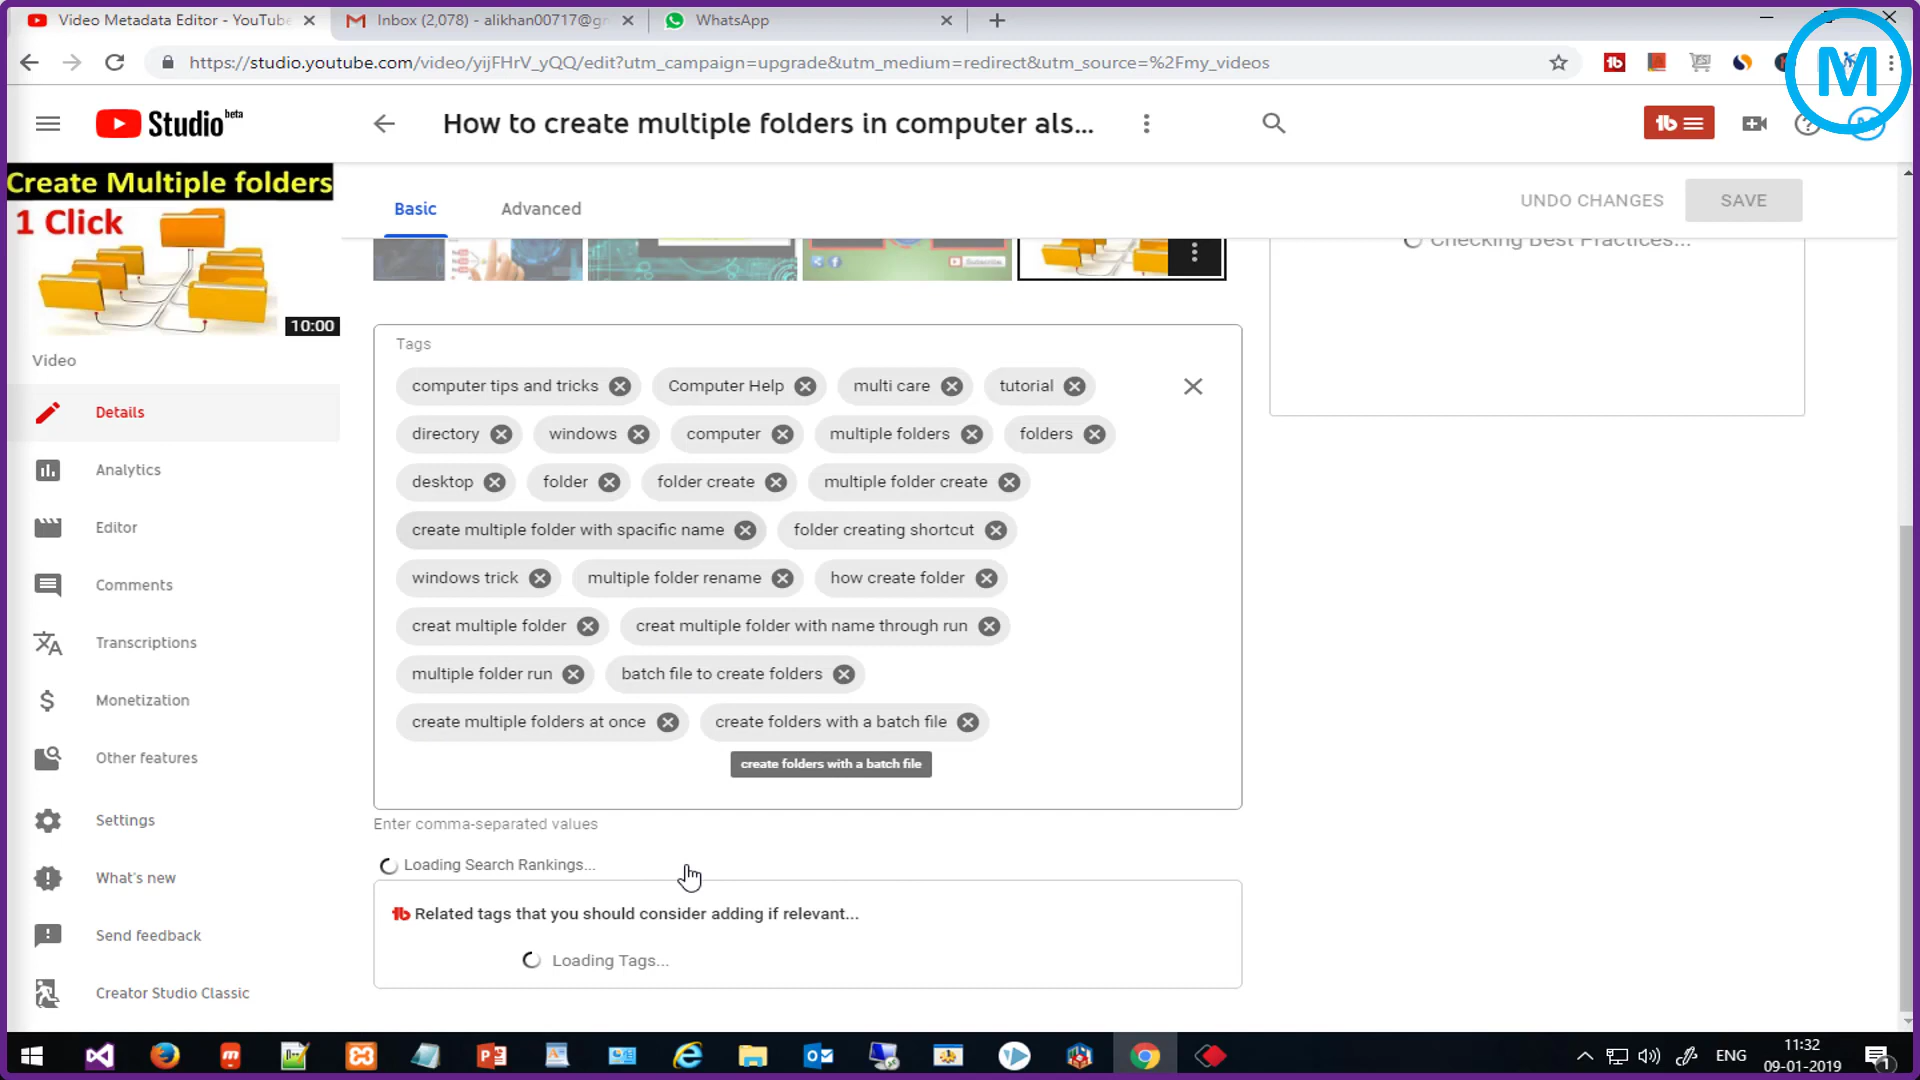 Video Metadata Editor - YouTube
Inbox (2,078) - alikhan00717@gm
WhatsApp
https://studio.youtube.com/video/yijFHrV_yQQ/edit?utm_campaign=upgrade&utm_medium=redirect&utm_source=%2Fmy_videos
M
Studio beta
How to create multiple folders in computer als...
Create Multiple folders
1 Click
10:00
Basic
Advanced
UNDO CHANGES
SAVE
Checking Best Practices...
Video
Details
Analytics
Editor
Comments
Transcriptions
Monetization
Other features
Settings
What's new
Send feedback
Creator Studio Classic
Tags
computer tips and tricks
Computer Help
multi care
tutorial
directory
windows
computer
multiple folders
folders
desktop
folder
folder create
multiple folder create
create multiple folder with spacific name
folder creating shortcut
windows trick
multiple folder rename
how create folder
creat multiple folder
creat multiple folder with name through run
multiple folder run
batch file to create folders
create multiple folders at once
create folders with a batch file
create folders with a batch file
Enter comma-separated values
Loading Search Rankings...
Related tags that you should consider adding if relevant...
Loading Tags...
ENG
11:32
09-01-2019
1